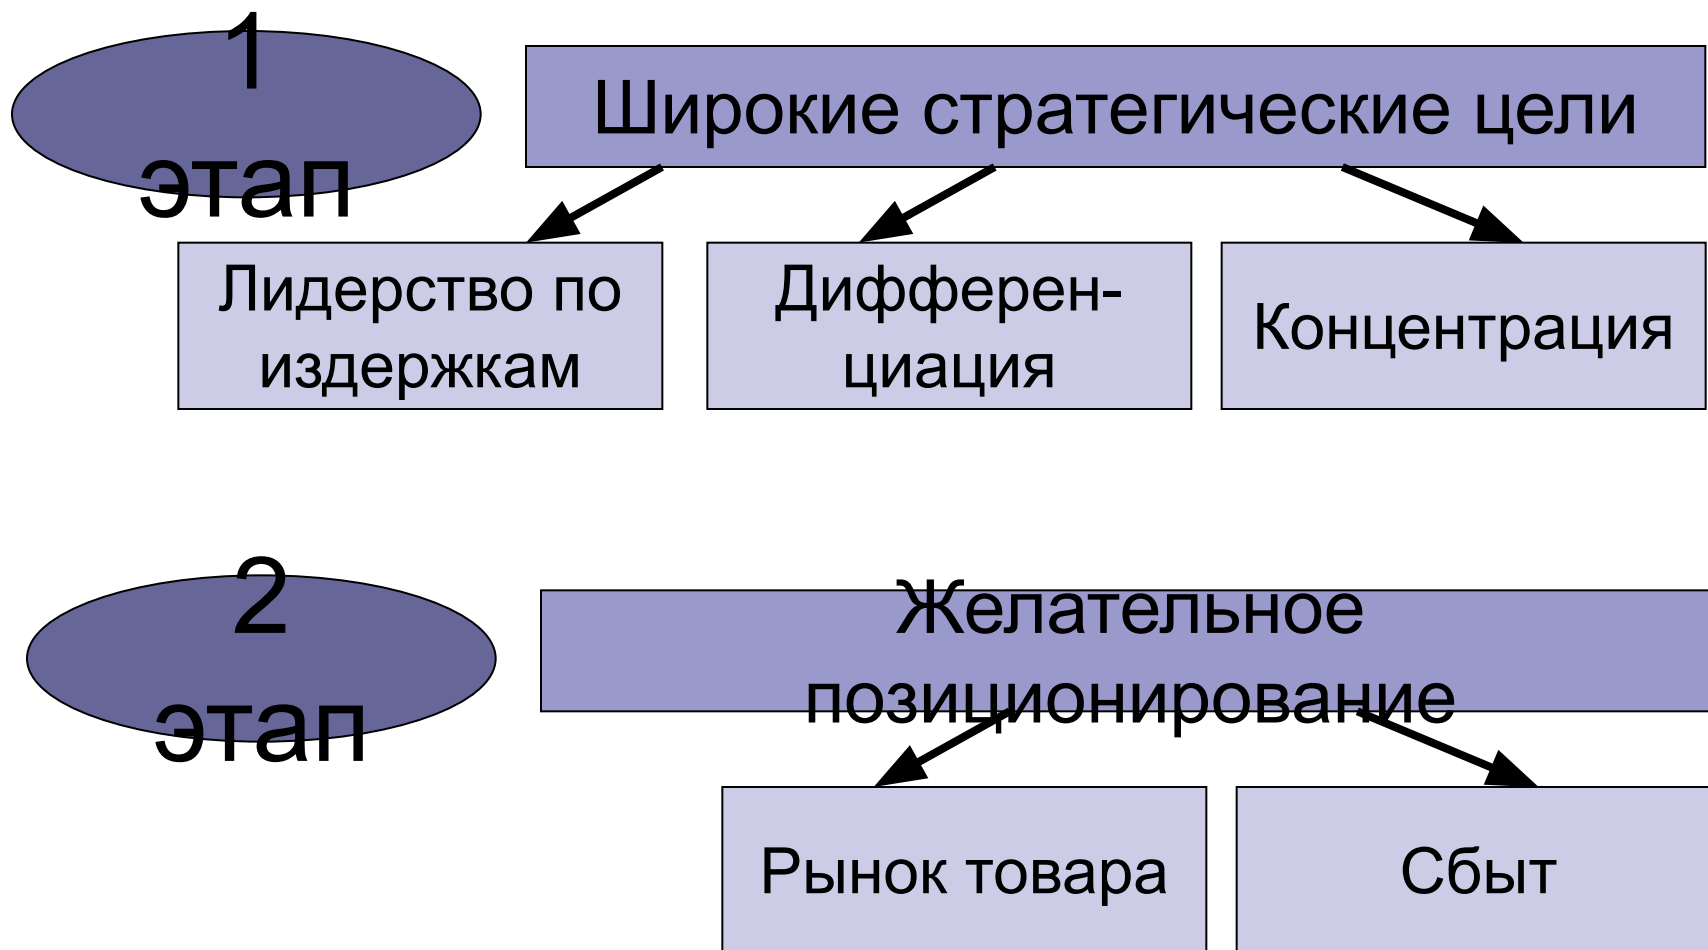 1
этап
Широкие стратегические цели
Лидерство по
издержкам
Дифферен-
циация
Концентрация
2
этап
Желательное
позиционирование
Рынок товара
Сбыт